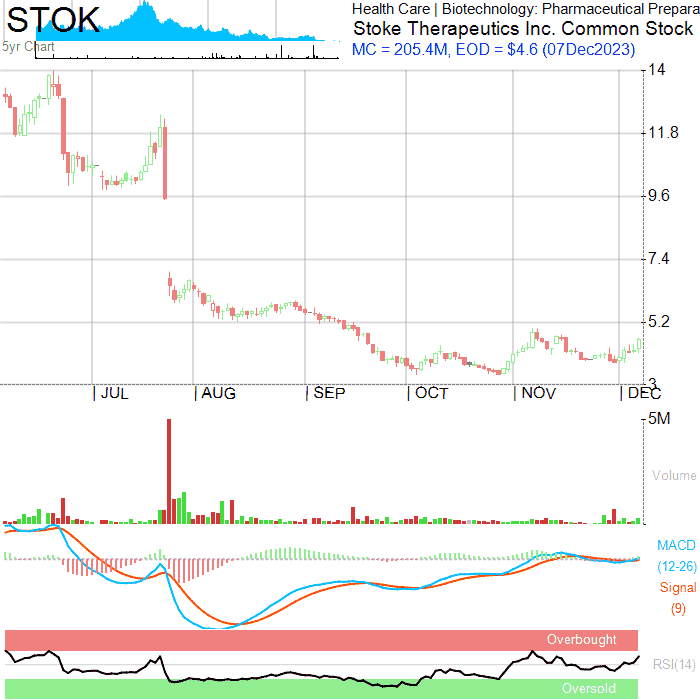 STOK
5yr Chart
Health Care | Biotechnology: Pharmaceutical Prepara
Stoke Therapeutics Inc. Common Stock
MC = 205.4M, EOD = $4.6 (07Dec2023)
14
11.8
9.6
7.4
5.2
3
| JUL | AUG | SEP | OCT | NOV | DEC
5M
Volume
MACD
(12-26)
Signal
(9)
Overbought
RSI(14)
Oversold